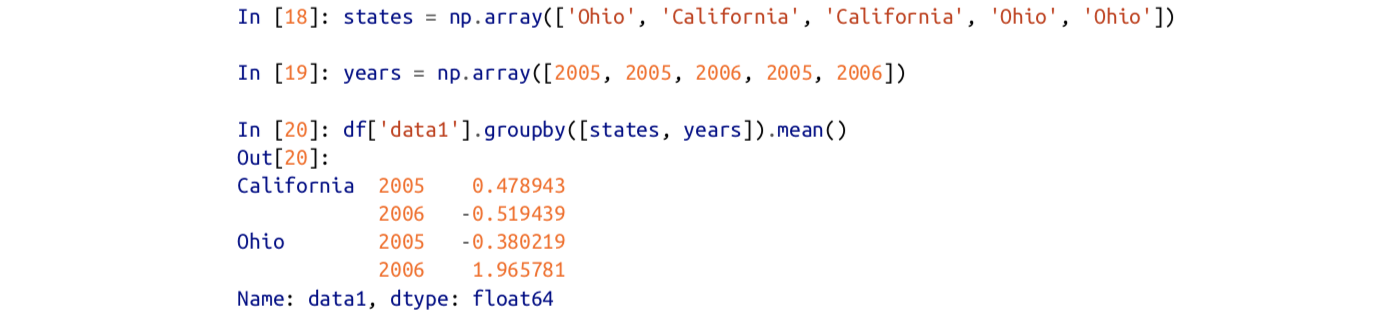 In [18]: states = np.array(['Ohio', 'California', 'California', 'Ohio', 'Ohio'])
In [19]: years = np.array([2005, 2005, 2006, 2005, 2006])
In [20]: df['data1'].groupby([states, years]).mean()
Out[20]:
California  2005    0.478943
            2006   -0.519439
Ohio        2005   -0.380219
            2006    1.965781
Name: data1, dtype: float64